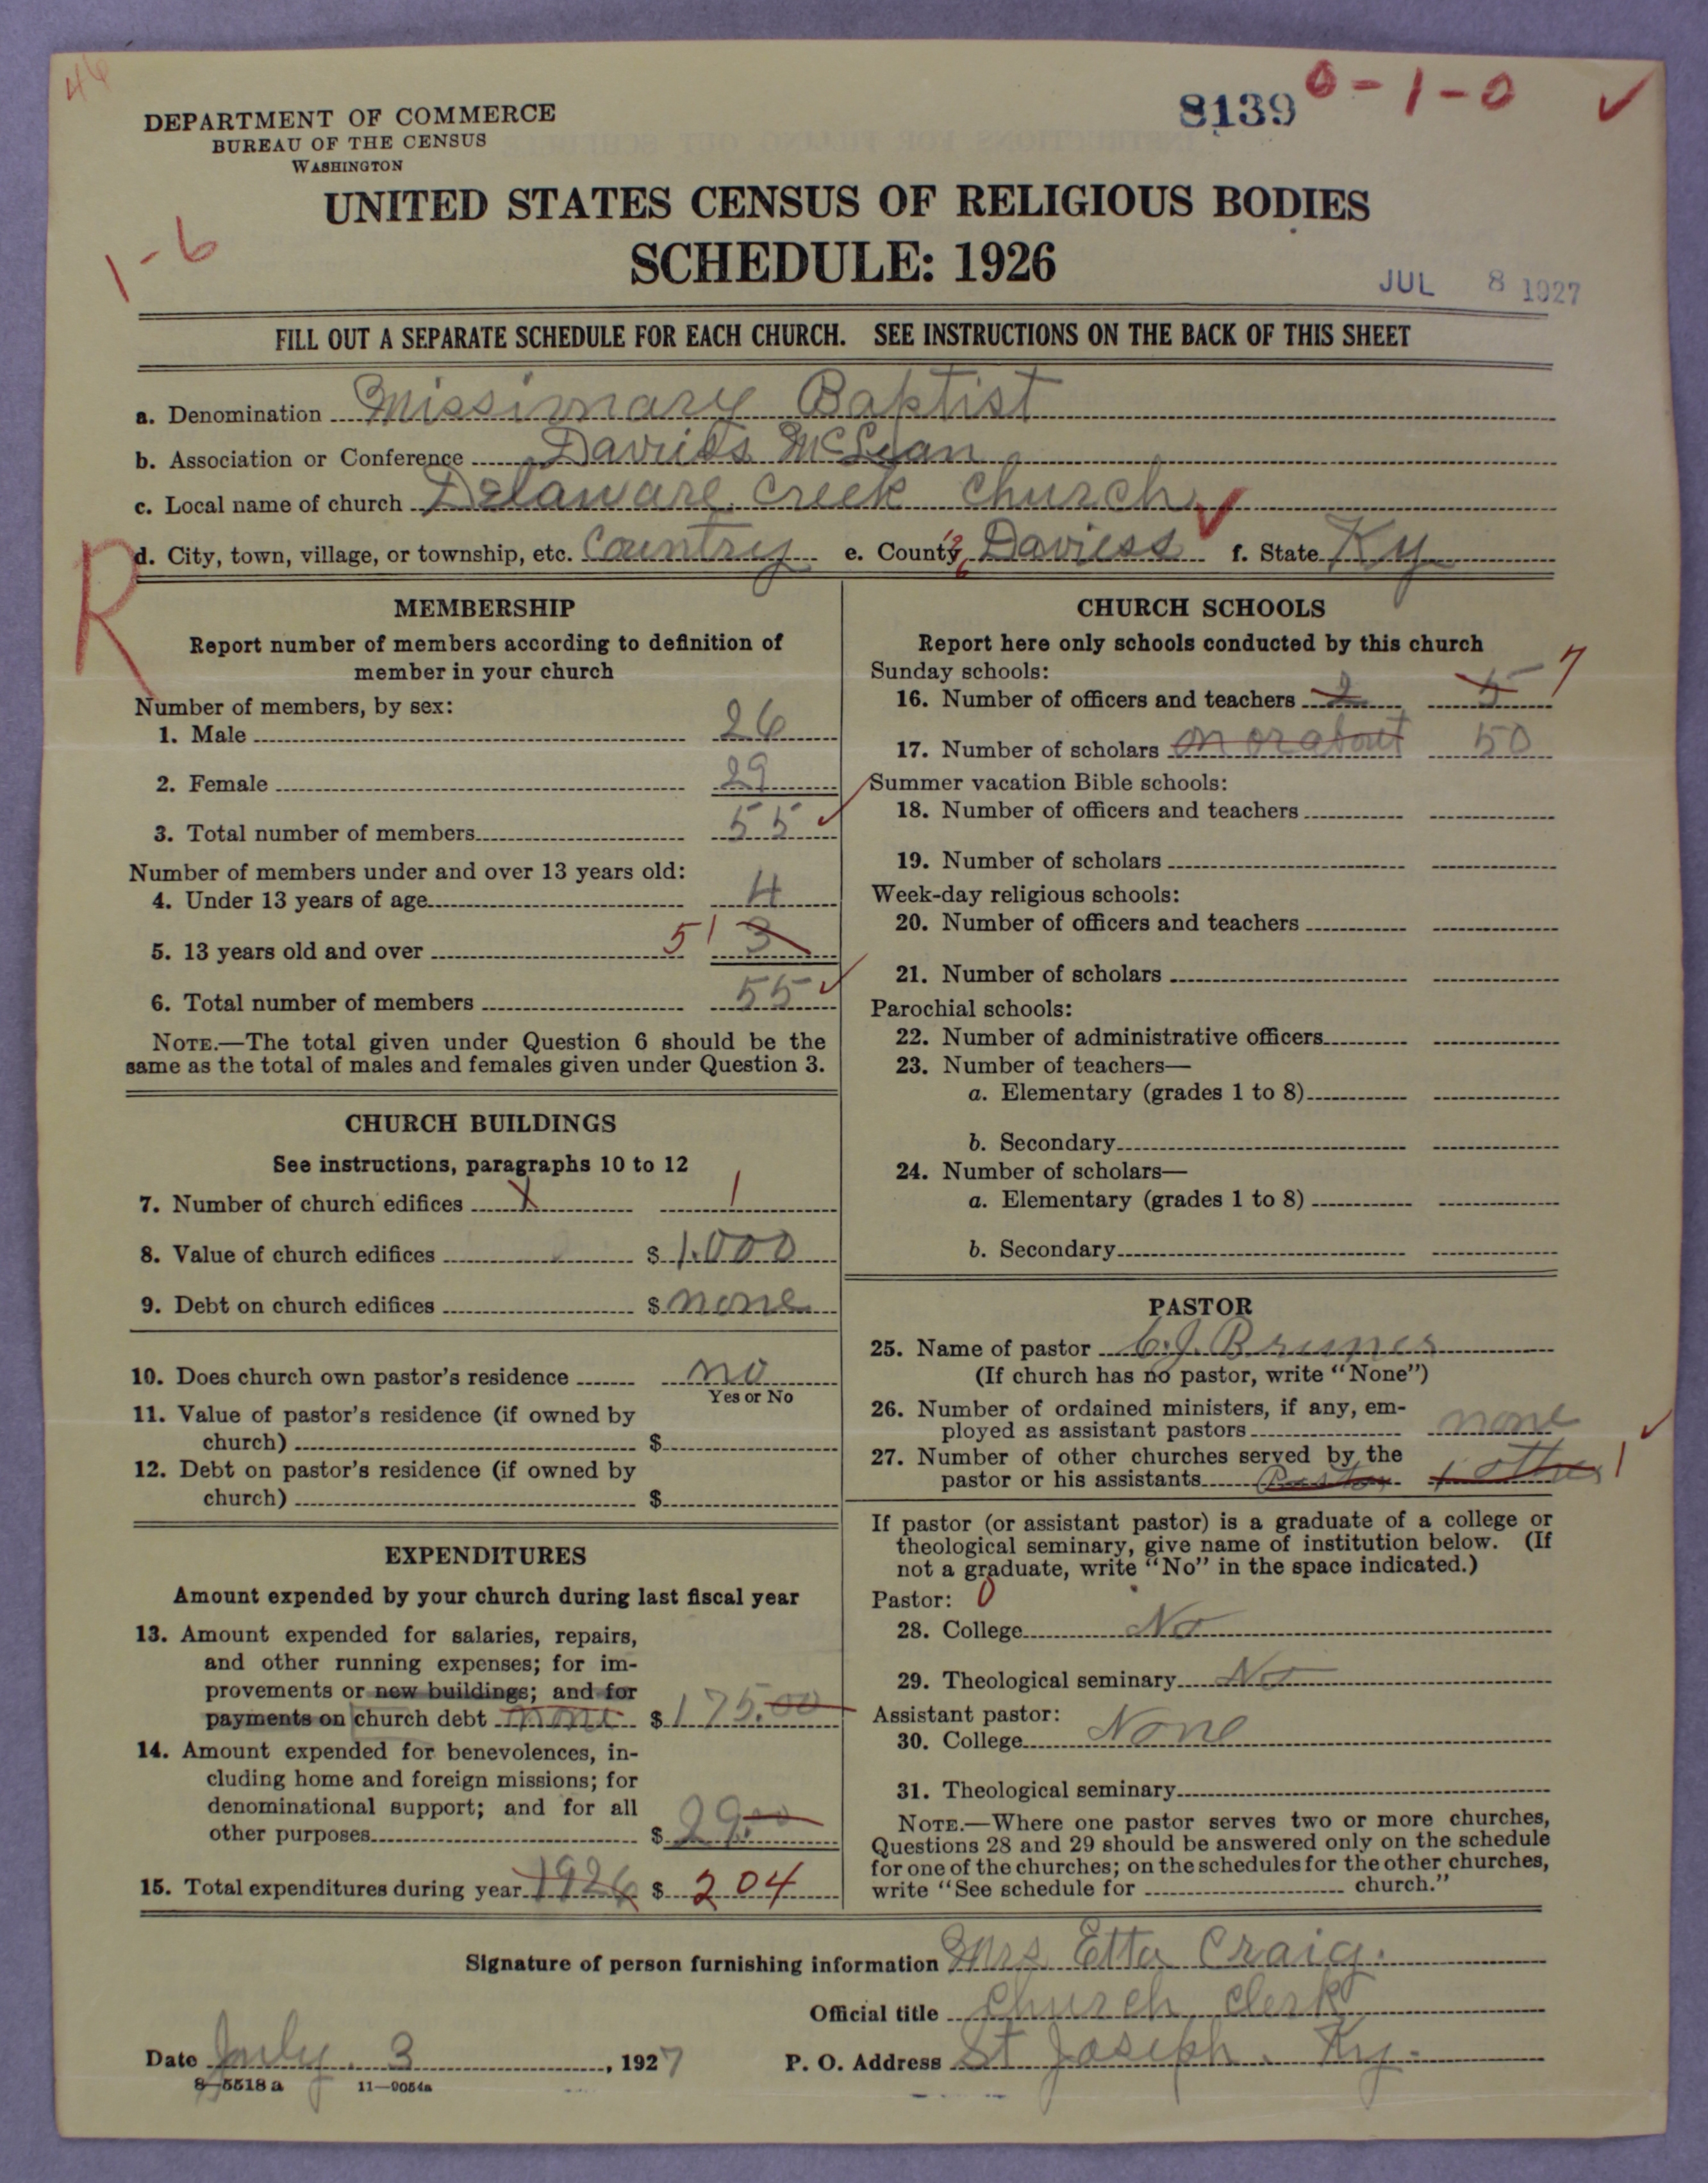 46
8139 0-1-0
DEPARTMENT OF COMMERCE
BUREAU OF THE CENSUS
WASHINGTON
UNITED STATES CENSUS OF RELIGIOUS BODIES
1-6
SCHEDULE: 1926
JUL 8 1927
FILL OUT A SEPARATE SCHEDULE FOR EACH CHURCH. SEE INSTRUCTIONS ON THE BACK OF THIS SHEET
a. Denomination Missionary Baptist
b. Association or Conference Davriss McLean
c. Local name of church Delaware Creek Church
d. City, town, village, or township, etc. Country e. County Daviess f. State Ky
R
MEMBERSHIP
Report number of members according to definition of
member in your church
Number of members, by sex:
1. Male 26
2. Female 29
3. Total number of members 55
Number of members under and over 13 years old:
4. Under 13 years of age 4
5. 13 years old and over 51 3
6. Total number of members 55
NOTE.—The total given under Question 6 should be the
same as the total of males and females given under Question 3.
CHURCH BUILDINGS
See instructions, paragraphs 10 to 12
7. Number of church edifices 1 1
8. Value of church edifices $ 1.000
9. Debt on church edifices $ none
10. Does church own pastor's residence no
Yes or No
11. Value of pastor's residence (if owned by
church) $
12. Debt on pastor's residence (if owned by
church) $
EXPENDITURES
Amount expended by your church during last fiscal year
13. Amount expended for salaries, repairs,
and other running expenses; for im-
provements or new buildings; and for
payments on church debt none $ 175.00
14. Amount expended for benevolences, in-
cluding home and foreign missions; for
denominational support; and for all
other purposes $ 29.00
15. Total expenditures during year 1926 $ 204
CHURCH SCHOOLS
Report here only schools conducted by this church
Sunday schools:
16. Number of officers and teachers 2 5 7
17. Number of scholars on or about 50
Summer vacation Bible schools:
18. Number of officers and teachers
19. Number of scholars
Week-day religious schools:
20. Number of officers and teachers
21. Number of scholars
Parochial schools:
22. Number of administrative officers
23. Number of teachers—
a. Elementary (grades 1 to 8)
b. Secondary
24. Number of scholars—
a. Elementary (grades 1 to 8)
b. Secondary
PASTOR
25. Name of pastor C.J. Bruner
(If church has no pastor, write "None")
26. Number of ordained ministers, if any, em-
ployed as assistant pastors none
27. Number of other churches served by the
pastor or his assistants Pastor 1 other 1
If pastor (or assistant pastor) is a graduate of a college or
theological seminary, give name of institution below. (If
not a graduate, write "No" in the space indicated.)
Pastor: 0
28. College No
29. Theological seminary No
Assistant pastor:
30. College None
31. Theological seminary
NOTE.—Where one pastor serves two or more churches,
Questions 28 and 29 should be answered only on the schedule
for one of the churches; on the schedules for the other churches,
write "See schedule for church."
Signature of person furnishing information Mrs Etta Craig.
Official title Church Clerk
Date July 3, 1927 P. O. Address St Joseph. Ky.
8—5518 a 11—9054a